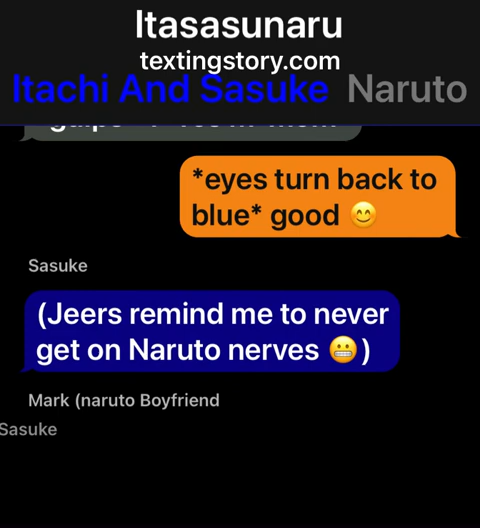 Itasasunaru
textingstory.com
Itachi And Sasuke Naruto
*eyes turn back to
blue* good 😊
Sasuke
(Jeers remind me to never
get on Naruto nerves 😬)
Mark (naruto Boyfriend
Sasuke